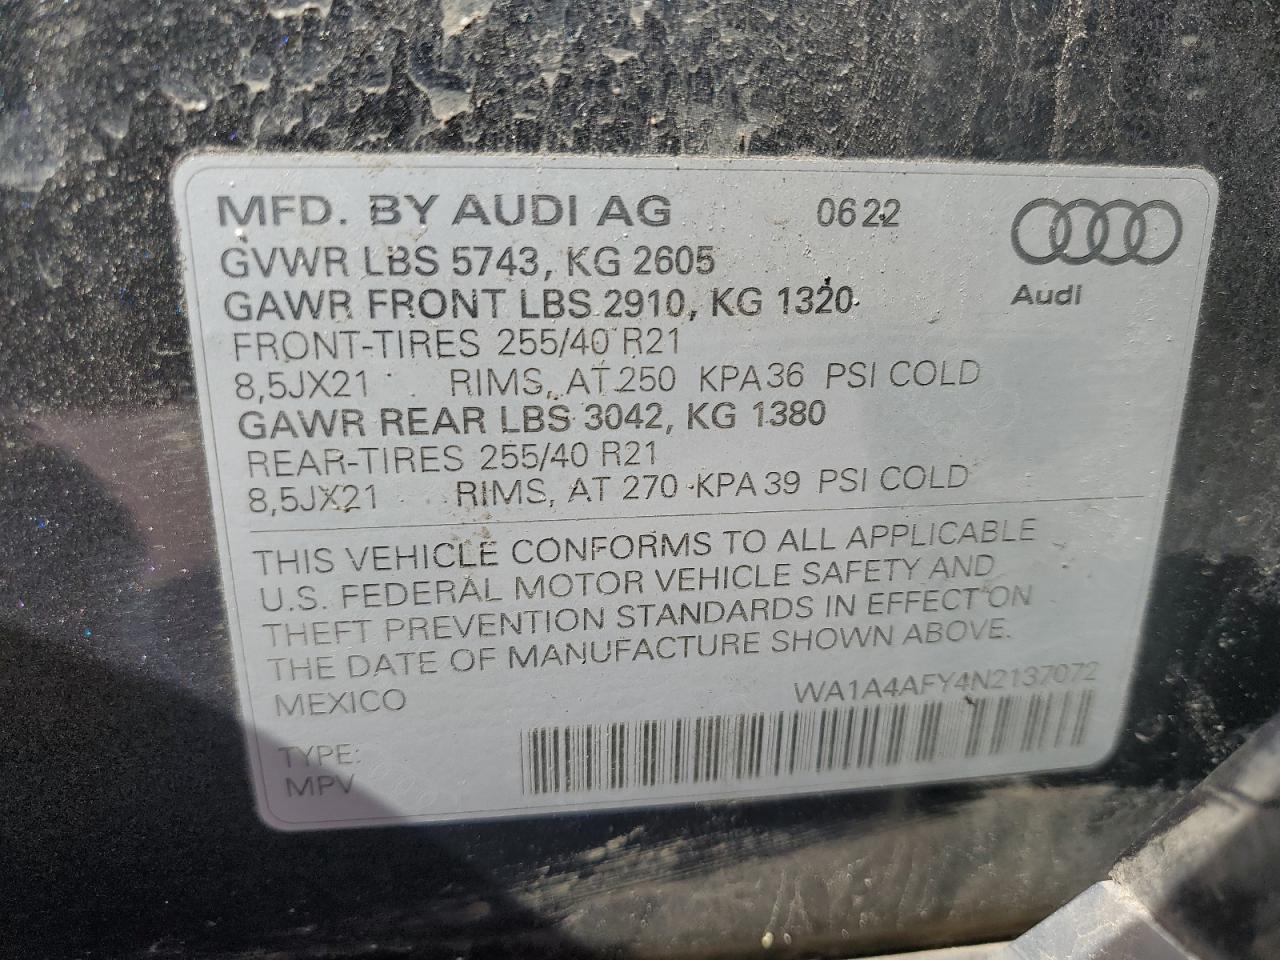 MFD. BY AUDI AG 0622
Audi
GVWR LBS 5743, KG 2605
GAWR FRONT LBS 2910, KG 1320
FRONT-TIRES 255/40 R21
8,5JX21 RIMS, AT 250 KPA 36 PSI COLD
GAWR REAR LBS 3042, KG 1380
REAR-TIRES 255/40 R21
8,5JX21 RIMS, AT 270 KPA 39 PSI COLD
THIS VEHICLE CONFORMS TO ALL APPLICABLE
U.S. FEDERAL MOTOR VEHICLE SAFETY AND
THEFT PREVENTION STANDARDS IN EFFECT ON
THE DATE OF MANUFACTURE SHOWN ABOVE.
MEXICO WA1A4AFY4N2137072
TYPE:
MPV